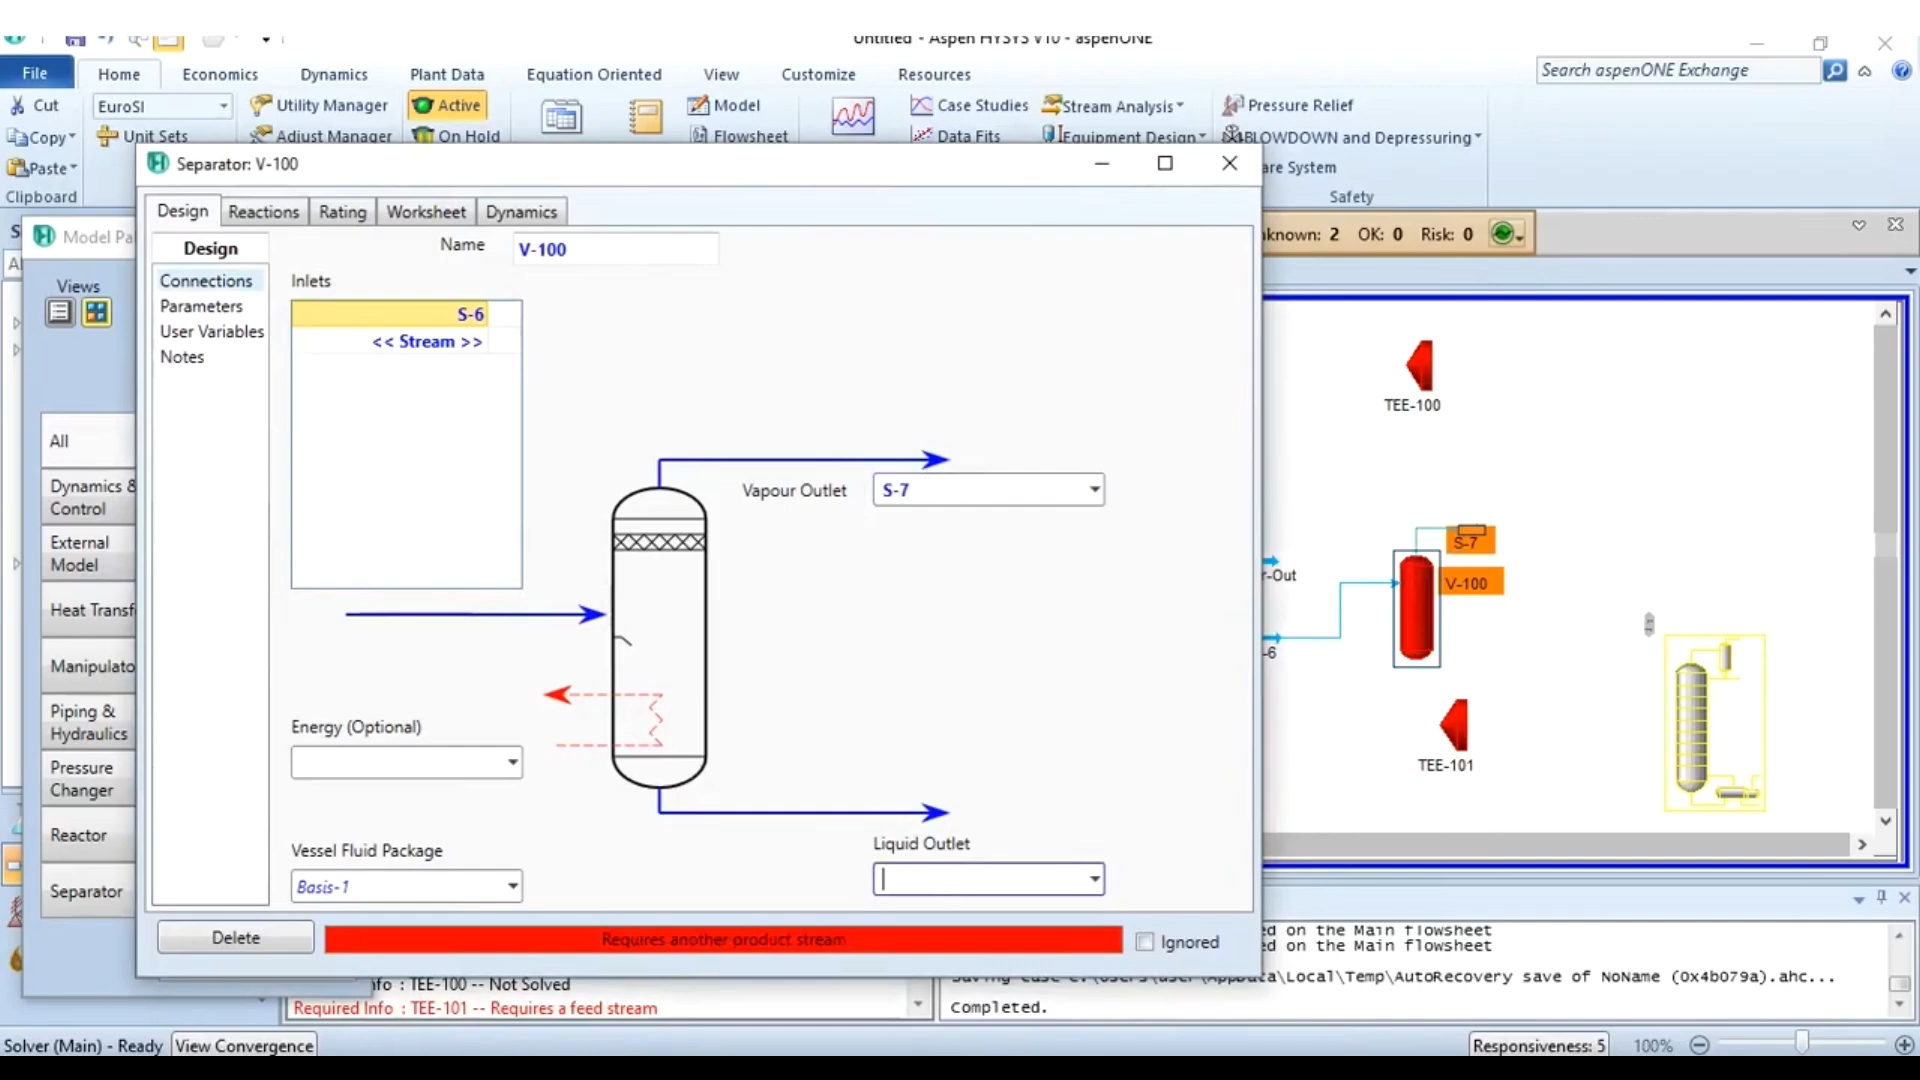 Untitled - Aspen HYSYS V10 - aspenONE
File Home Economics Dynamics Plant Data Equation Oriented View Customize Resources
Search aspenONE Exchange
Cut EuroSI Utility Manager Active Model Case Studies Stream Analysis Pressure Relief
Copy Unit Sets Adjust Manager On Hold Flowsheet Data Fits Equipment Design BLOWDOWN and Depressuring
Paste are System
Clipboard Safety
Separator: V-100
Model Pa
Design Reactions Rating Worksheet Dynamics
known: 2 OK: 0 Risk: 0
Design
Name V-100
Connections
Parameters
User Variables
Notes
Inlets
S-6
<< Stream >>
Views
All
Dynamics &
Control
External
Model
Heat Transf
Manipulato
Piping &
Hydraulics
Pressure
Changer
Reactor
Separator
Vapour Outlet S-7
Energy (Optional)
Vessel Fluid Package
Basis-1
Liquid Outlet
Delete
Requires another product stream
Ignored
TEE-100
S-7
r-Out
V-100
-6
TEE-101
nfo : TEE-100 -- Not Solved
Required Info : TEE-101 -- Requires a feed stream
ed on the Main flowsheet
ed on the Main flowsheet
Saving case C:\Users\user\AppData\Local\Temp\AutoRecovery save of NoName (0x4b079a).ahc...
Completed.
Solver (Main) - Ready View Convergence
Responsiveness: 5 100%